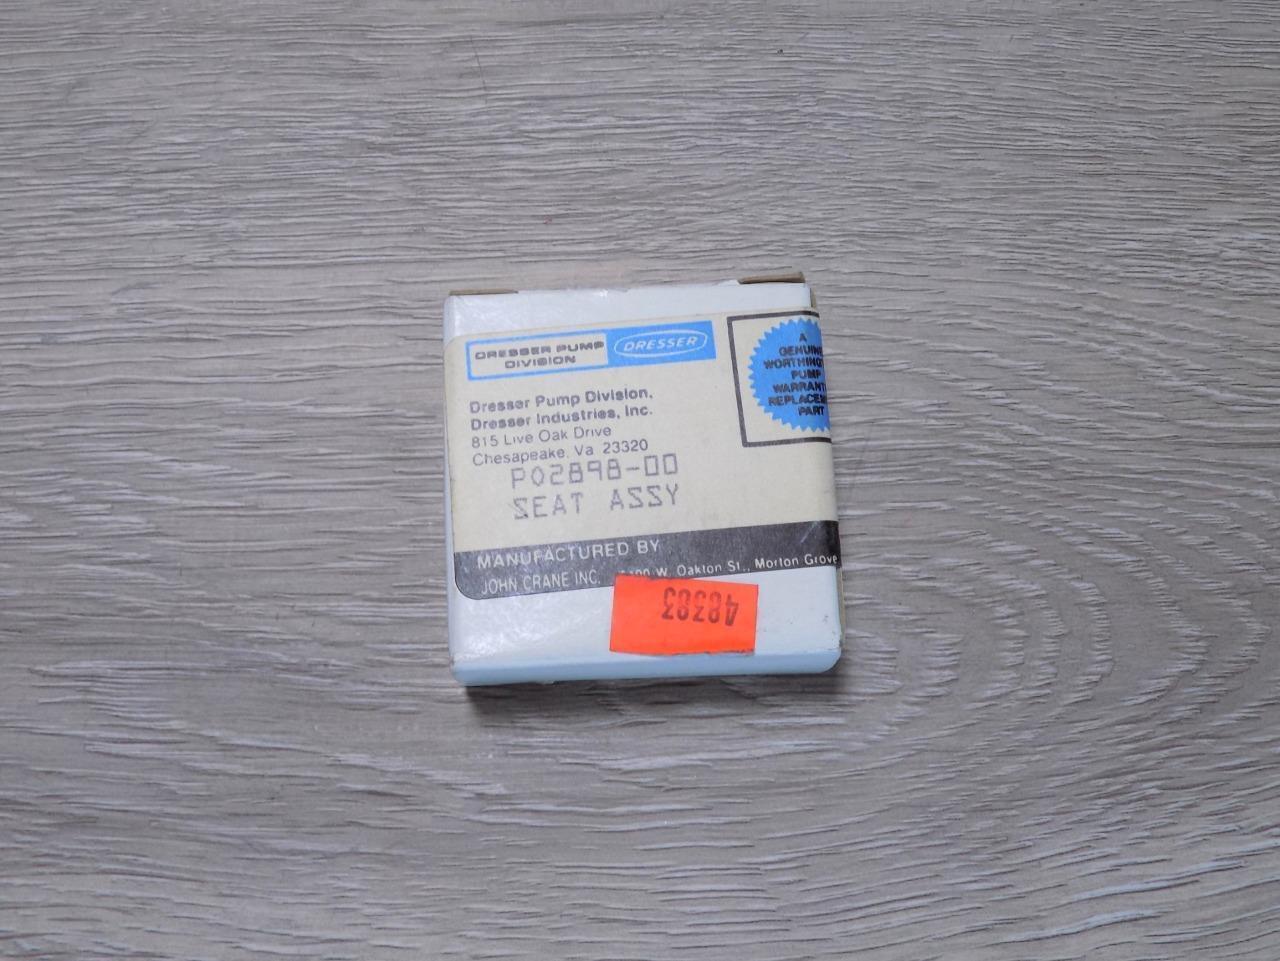 DRESSER PUMP
DIVISION
DRESSER
A
GENUINE
PUMP
PART
Dresser Pump Division,
Dresser Industries, Inc.
815 Live Oak Drive
Chesapeake, Va 23320
P02898-00
SEAT ASSY
MANUFACTURED BY
JOHN CRANE INC. W. Oakton St., Morton Grove
48383